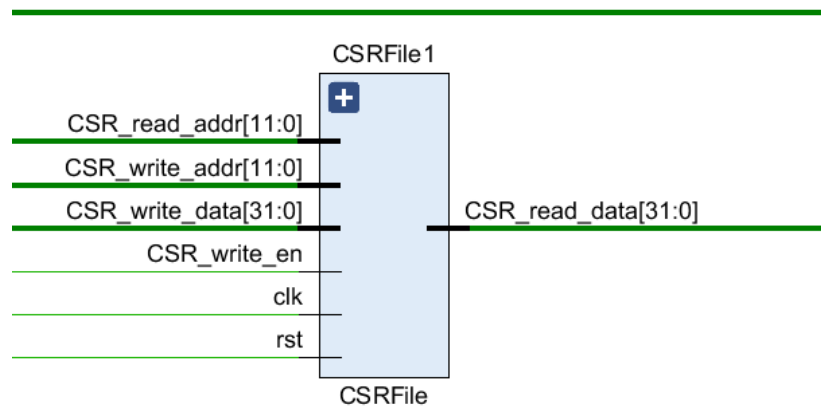 CSRFile1
CSR_read_addr[11:0]
CSR_write_addr[11:0]
CSR_write_data[31:0]
CSR_read_data[31:0]
CSR_write_en
clk
rst
CSRFile